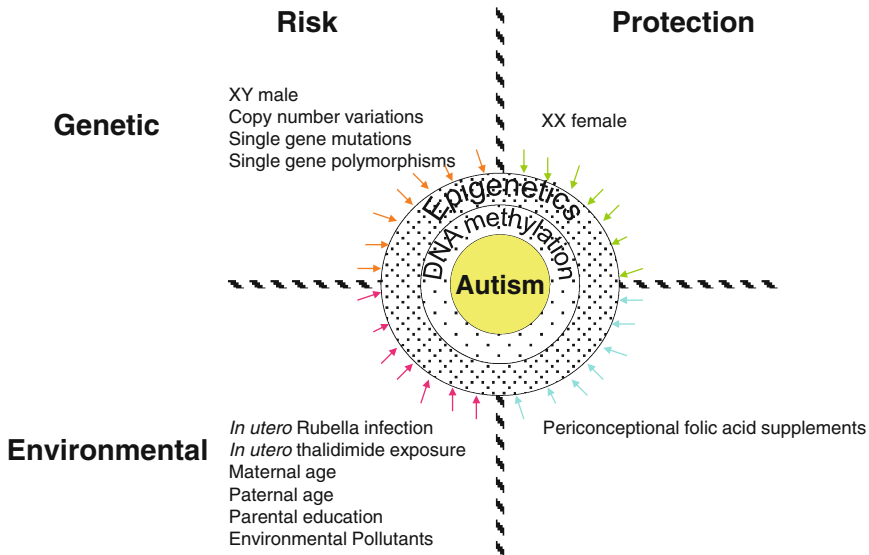 Risk
Protection
Genetic
XY male
Copy number variations
Single gene mutations
Single gene polymorphisms
XX female
Epigenetics
DNA methylation
Autism
Environmental
In utero Rubella infection
In utero thalidimide exposure
Maternal age
Paternal age
Parental education
Environmental Pollutants
Periconceptional folic acid supplements